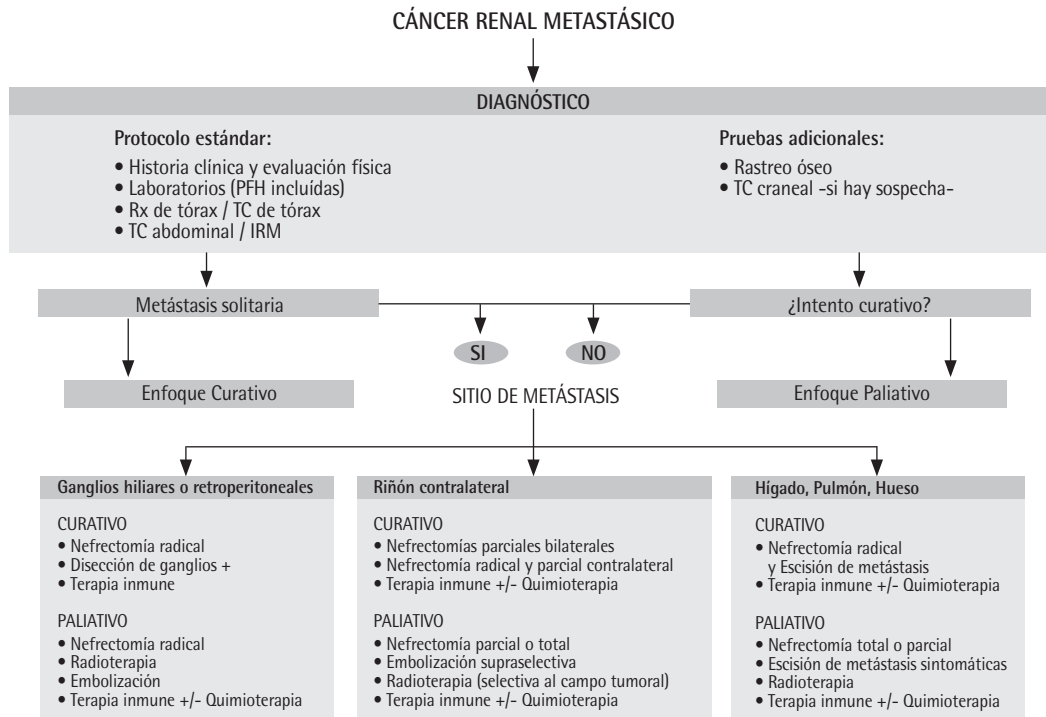 CÁNCER RENAL METASTÁSICO
DIAGNÓSTICO
Protocolo estándar:
• Historia clínica y evaluación física
• Laboratorios (PFH incluídas)
• Rx de tórax / TC de tórax
• TC abdominal / IRM
Pruebas adicionales:
• Rastreo óseo
• TC craneal -si hay sospecha-
Metástasis solitaria
¿Intento curativo?
SI
NO
Enfoque Curativo
SITIO DE METÁSTASIS
Enfoque Paliativo
Ganglios hiliares o retroperitoneales
CURATIVO
• Nefrectomía radical
• Disección de ganglios +
• Terapia inmune
PALIATIVO
• Nefrectomía radical
• Radioterapia
• Embolización
• Terapia inmune +/- Quimioterapia
Riñón contralateral
CURATIVO
• Nefrectomías parciales bilaterales
• Nefrectomía radical y parcial contralateral
• Terapia inmune +/- Quimioterapia
PALIATIVO
• Nefrectomía parcial o total
• Embolización supraselectiva
• Radioterapia (selectiva al campo tumoral)
• Terapia inmune +/- Quimioterapia
Hígado, Pulmón, Hueso
CURATIVO
• Nefrectomía radical
y Escisión de metástasis
• Terapia inmune +/- Quimioterapia
PALIATIVO
• Nefrectomía total o parcial
• Escisión de metástasis sintomáticas
• Radioterapia
• Terapia inmune +/- Quimioterapia